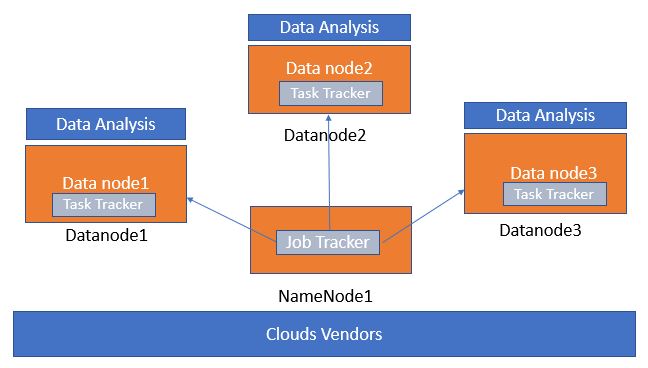 Data Analysis
Data node2
Task Tracker
Datanode2
Data Analysis
Data node1
Task Tracker
Datanode1
Data Analysis
Data node3
Task Tracker
Datanode3
Job Tracker
NameNode1
Clouds Vendors